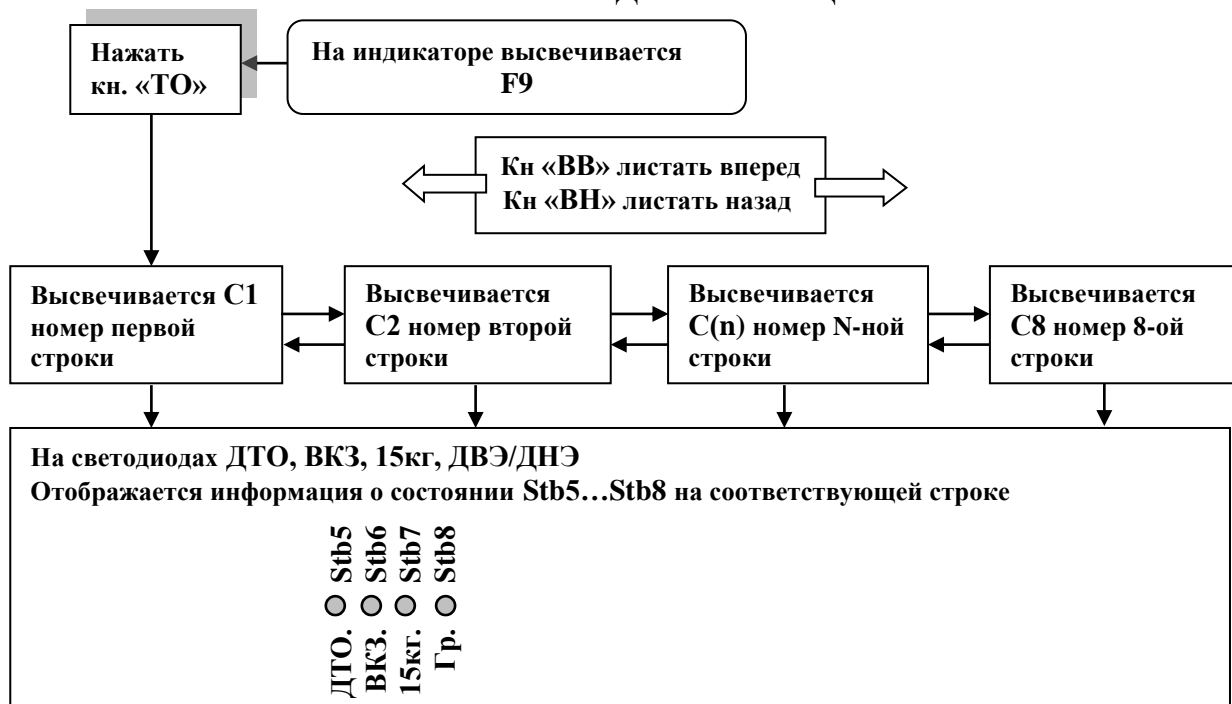 Нажать
кн. «ТО»
На индикаторе высвечивается
F9
Кн «ВВ» листать вперед
Кн «ВН» листать назад
Высвечивается С1
номер первой
строки
Высвечивается
С2 номер второй
строки
Высвечивается
С(n) номер N-ной
строки
Высвечивается
С8 номер 8-ой
строки
На светодиодах ДТО, ВКЗ, 15кг, ДВЭ/ДНЭ
Отображается информация о состоянии Stb5…Stb8 на соответствующей строке
ДТО. Stb5
ВКЗ. Stb6
15кг. Stb7
Гр. Stb8